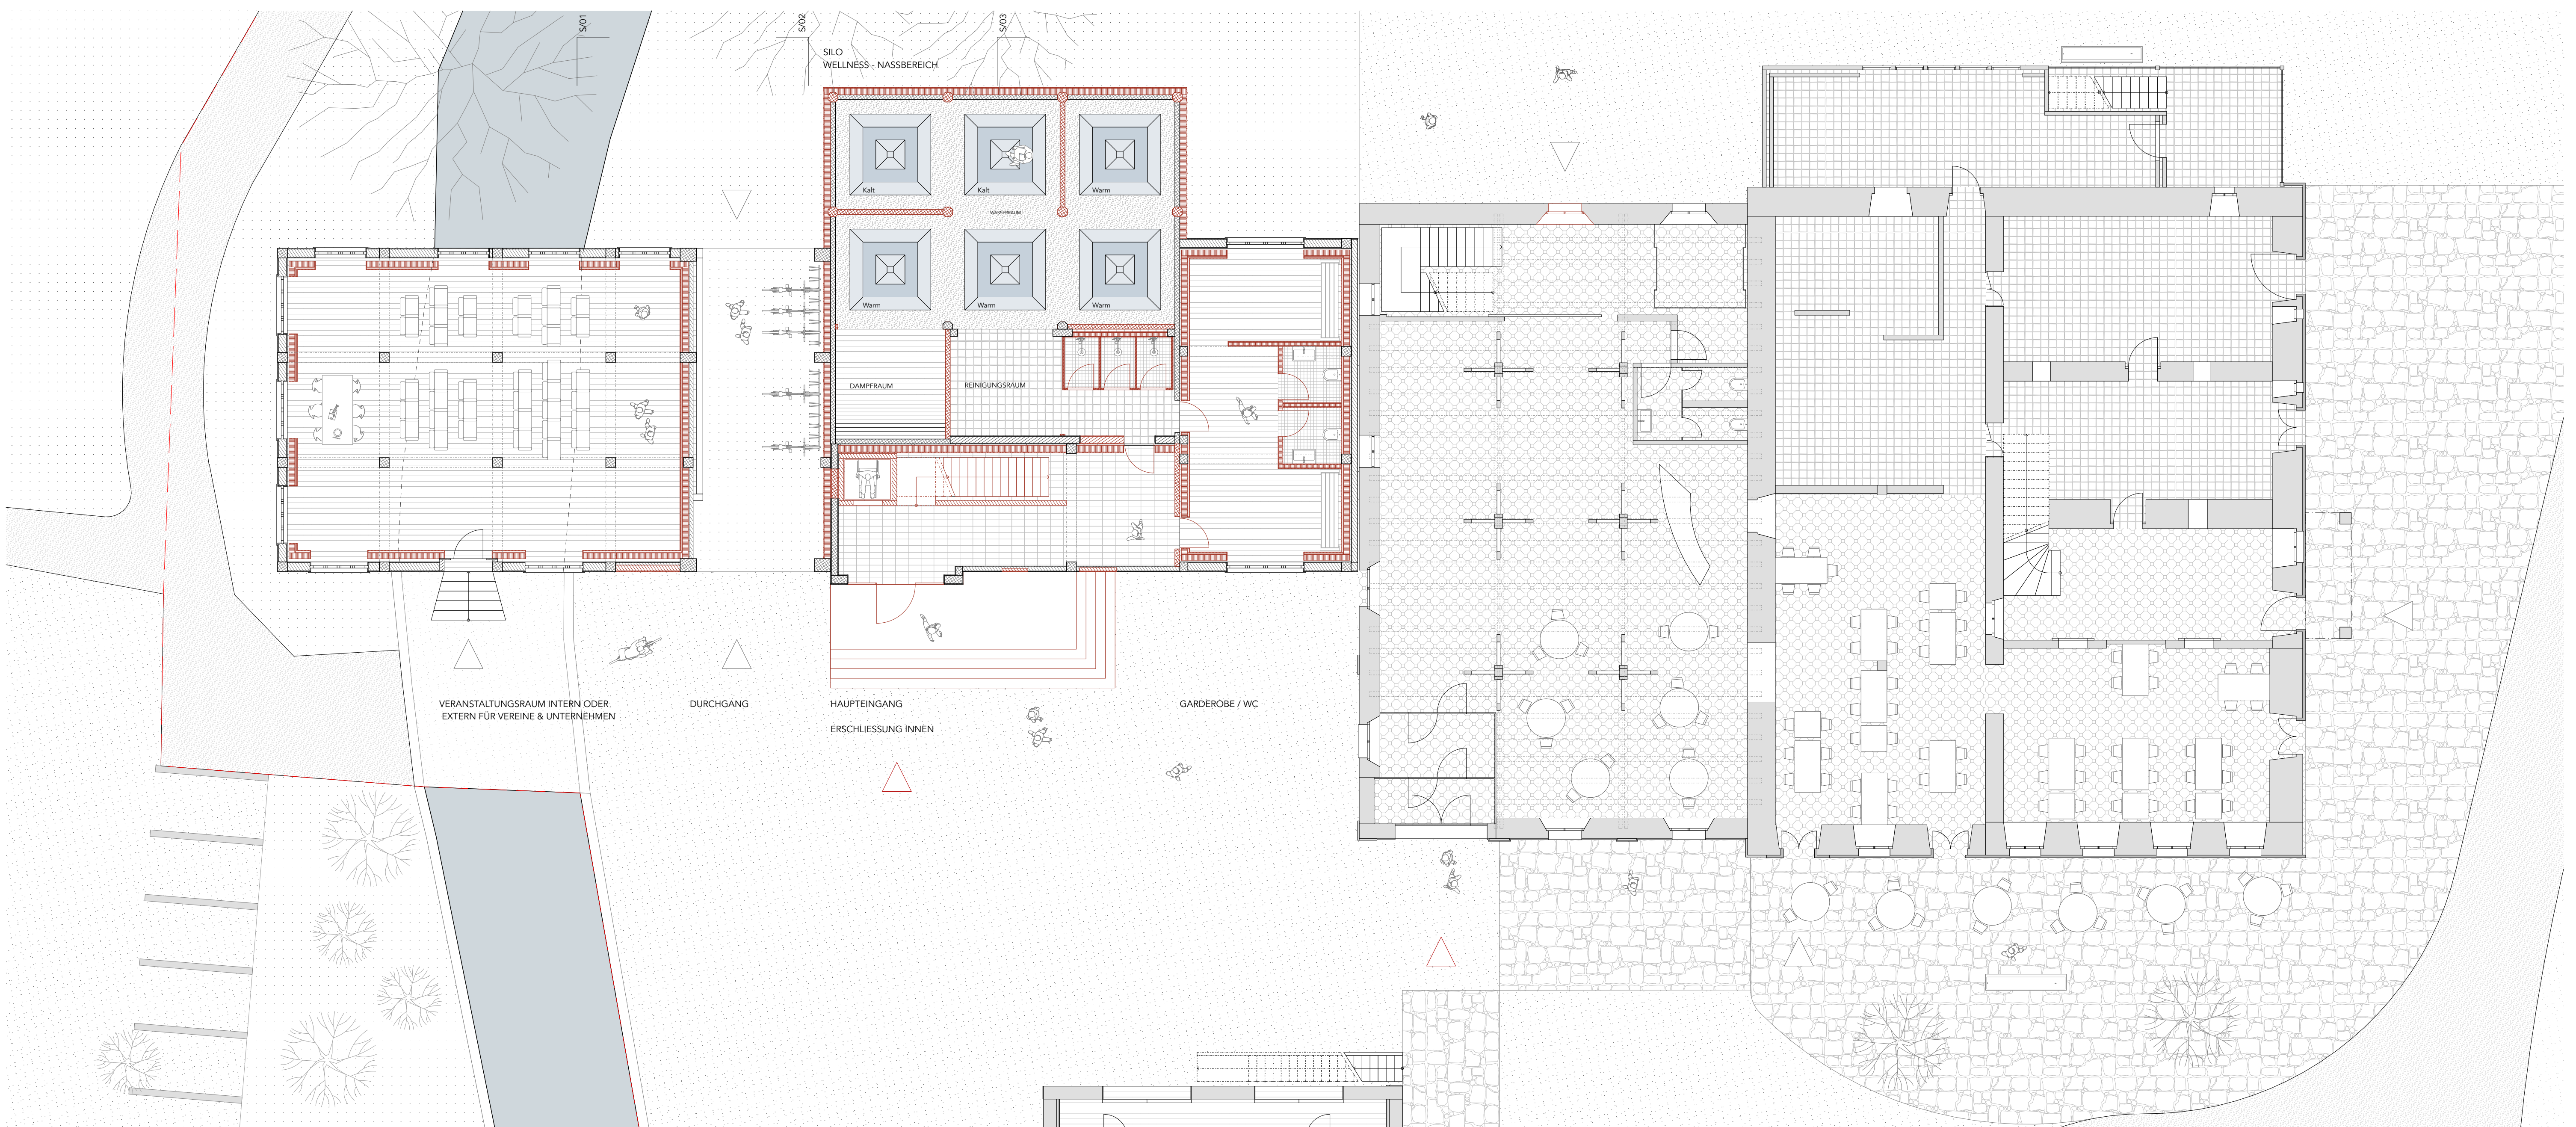 S/01
S/02
S/03
SILO
WELLNESS - NASSBEREICH
Kalt
Kalt
Warm
WASSERRAUM
Warm
Warm
Warm
DAMPFRAUM
REINIGUNGSRAUM
VERANSTALTUNGSRAUM INTERN ODER
EXTERN FÜR VEREINE & UNTERNEHMEN
DURCHGANG
HAUPTEINGANG
ERSCHLIESSUNG INNEN
GARDEROBE / WC